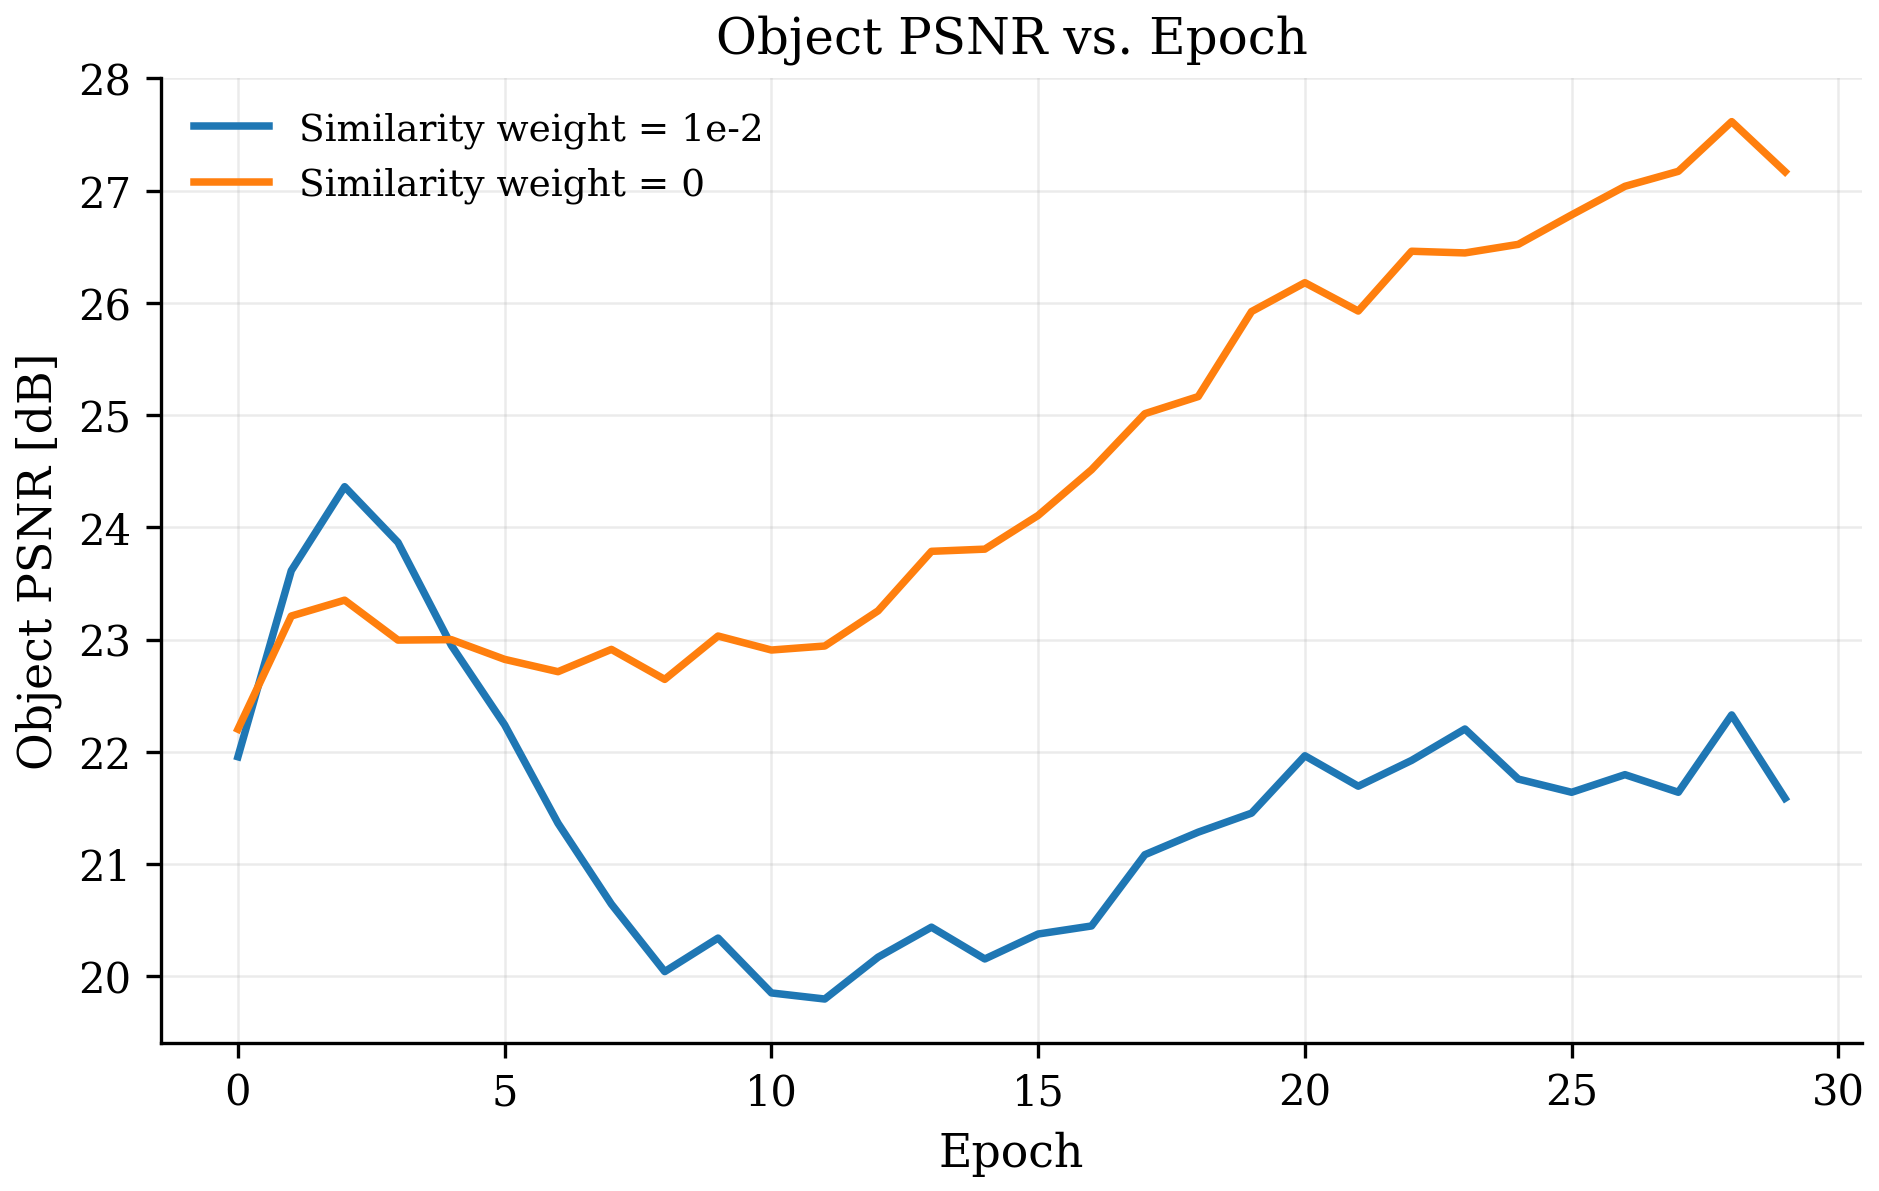 Object PSNR vs. Epoch
Similarity weight = 1e-2
Similarity weight = 0
Object PSNR [dB]
28
27
26
25
24
23
22
21
20
0 5 10 15 20 25 30
Epoch